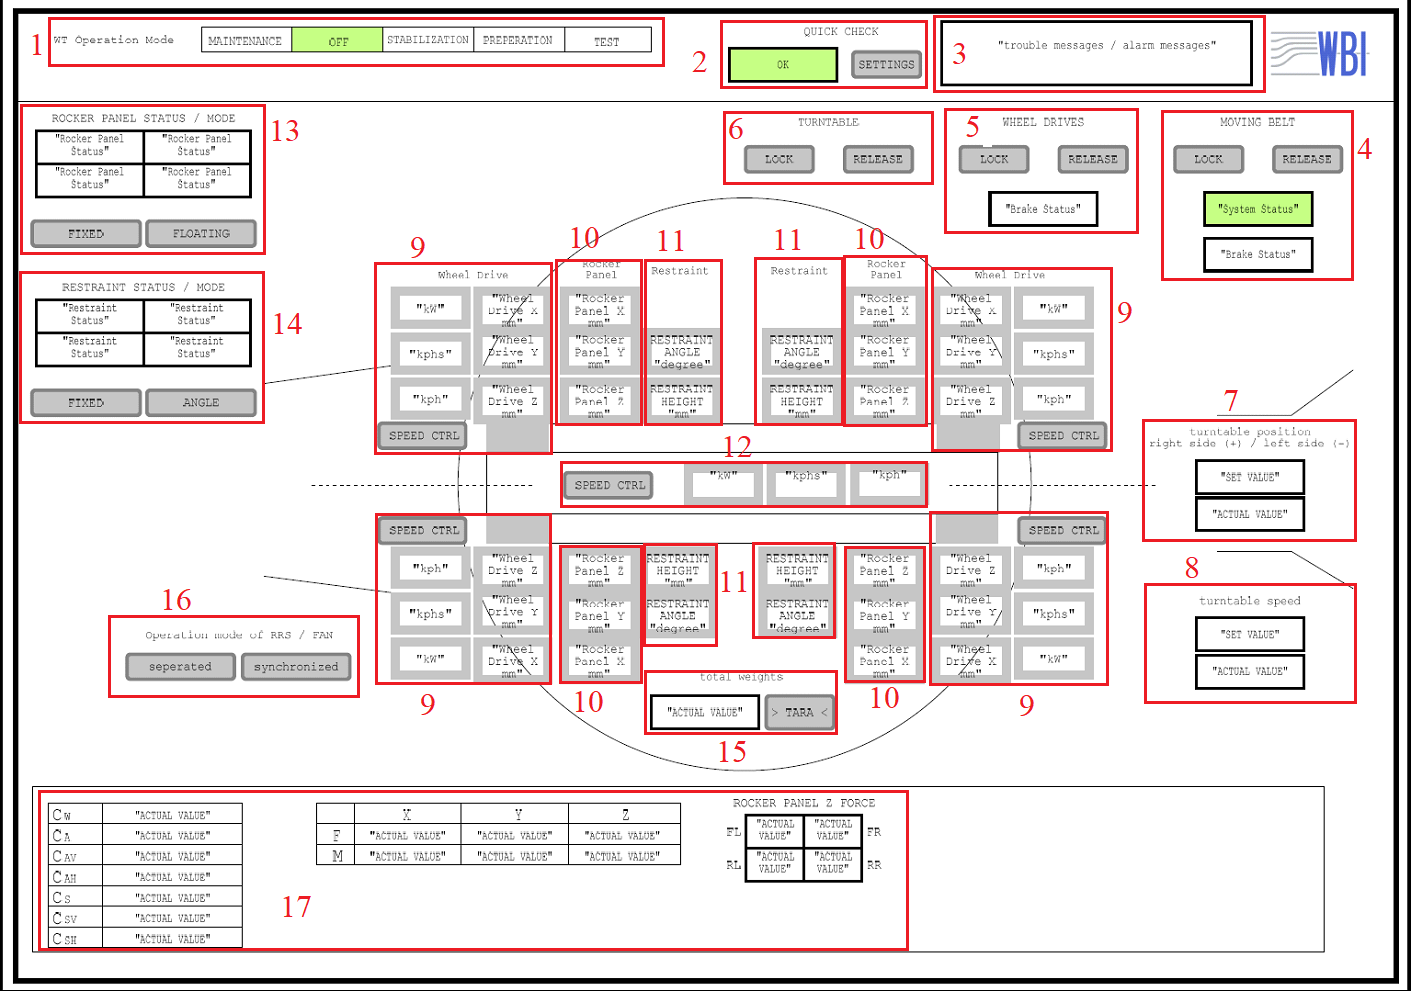 1
WT Operation Mode
MAINTENANCE
OFF
STABILIZATION
PREPERATION
TEST
2
QUICK CHECK
OK
SETTINGS
3
"trouble messages / alarm messages"
WBI
13
ROCKER PANEL STATUS / MODE
"Rocker Panel
Status"
"Rocker Panel
Status"
"Rocker Panel
Status"
"Rocker Panel
Status"
FIXED
FLOATING
6
TURNTABLE
LOCK
RELEASE
5
WHEEL DRIVES
LOCK
RELEASE
"Brake Status"
4
MOVING BELT
LOCK
RELEASE
"System Status"
"Brake Status"
14
RESTRAINT STATUS / MODE
"Restraint
Status"
"Restraint
Status"
"Restraint
Status"
"Restraint
Status"
FIXED
ANGLE
9
Wheel Drive
"kW"
"Wheel
Drive X
mm"
"kphs"
"Wheel
Drive Y
mm"
"kph"
"Wheel
Drive Z
mm"
SPEED CTRL
10
Rocker
Panel
"Rocker
Panel X
mm"
"Rocker
Panel Y
mm"
"Rocker
Panel Z
mm"
11
Restraint
RESTRAINT
ANGLE
"degree"
RESTRAINT
HEIGHT
"mm"
11
Restraint
RESTRAINT
ANGLE
"degree"
RESTRAINT
HEIGHT
"mm"
10
Rocker
Panel
"Rocker
Panel X
mm"
"Rocker
Panel Y
mm"
"Rocker
Panel Z
mm"
9
Wheel Drive
"Wheel
Drive X
mm"
"kW"
"Wheel
Drive Y
mm"
"kphs"
"Wheel
Drive Z
mm"
"kph"
SPEED CTRL
12
SPEED CTRL
"kW"
"kphs"
"kph"
7
turntable position
right side (+) / left side (-)
"SET VALUE"
"ACTUAL VALUE"
8
turntable speed
"SET VALUE"
"ACTUAL VALUE"
SPEED CTRL
"kph"
"Wheel
Drive Z
mm"
"kphs"
"Wheel
Drive Y
mm"
"kW"
"Wheel
Drive X
mm"
9
"Rocker
Panel Z
mm"
"Rocker
Panel Y
mm"
"Rocker
Panel X
mm"
10
RESTRAINT
HEIGHT
"mm"
RESTRAINT
ANGLE
"degree"
11
RESTRAINT
HEIGHT
"mm"
RESTRAINT
ANGLE
"degree"
"Rocker
Panel Z
mm"
"Rocker
Panel Y
mm"
"Rocker
Panel X
mm"
10
SPEED CTRL
"Wheel
Drive Z
mm"
"kph"
"Wheel
Drive Y
mm"
"kphs"
"Wheel
Drive X
mm"
"kW"
9
16
Operation mode of RRS / FAN
seperated
synchronized
total weights
"ACTUAL VALUE"
> TARA <
15
CW "ACTUAL VALUE"
CA "ACTUAL VALUE"
CAV "ACTUAL VALUE"
CAH "ACTUAL VALUE"
CS "ACTUAL VALUE"
CSV "ACTUAL VALUE"
CSH "ACTUAL VALUE"
X Y Z
F "ACTUAL VALUE" "ACTUAL VALUE" "ACTUAL VALUE"
M "ACTUAL VALUE" "ACTUAL VALUE" "ACTUAL VALUE"
17
ROCKER PANEL Z FORCE
FL
"ACTUAL
VALUE"
"ACTUAL
VALUE"
FR
RL
"ACTUAL
VALUE"
"ACTUAL
VALUE"
RR